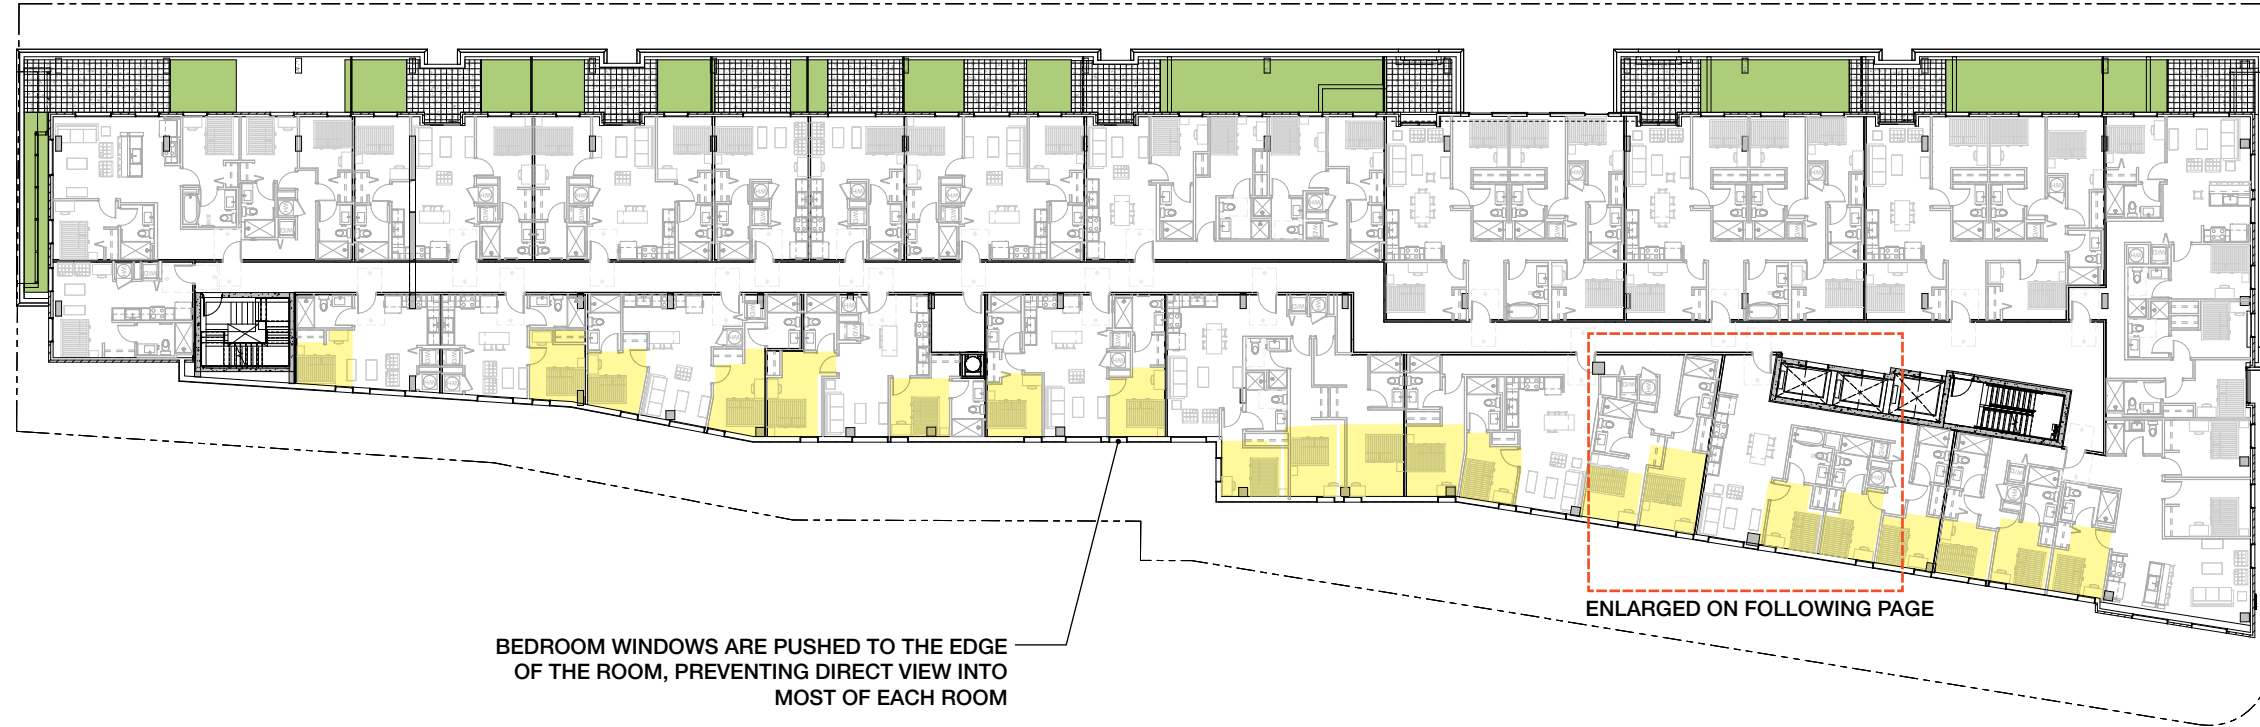 ENLARGED ON FOLLOWING PAGE
BEDROOM WINDOWS ARE PUSHED TO THE EDGE
OF THE ROOM, PREVENTING DIRECT VIEW INTO
MOST OF EACH ROOM